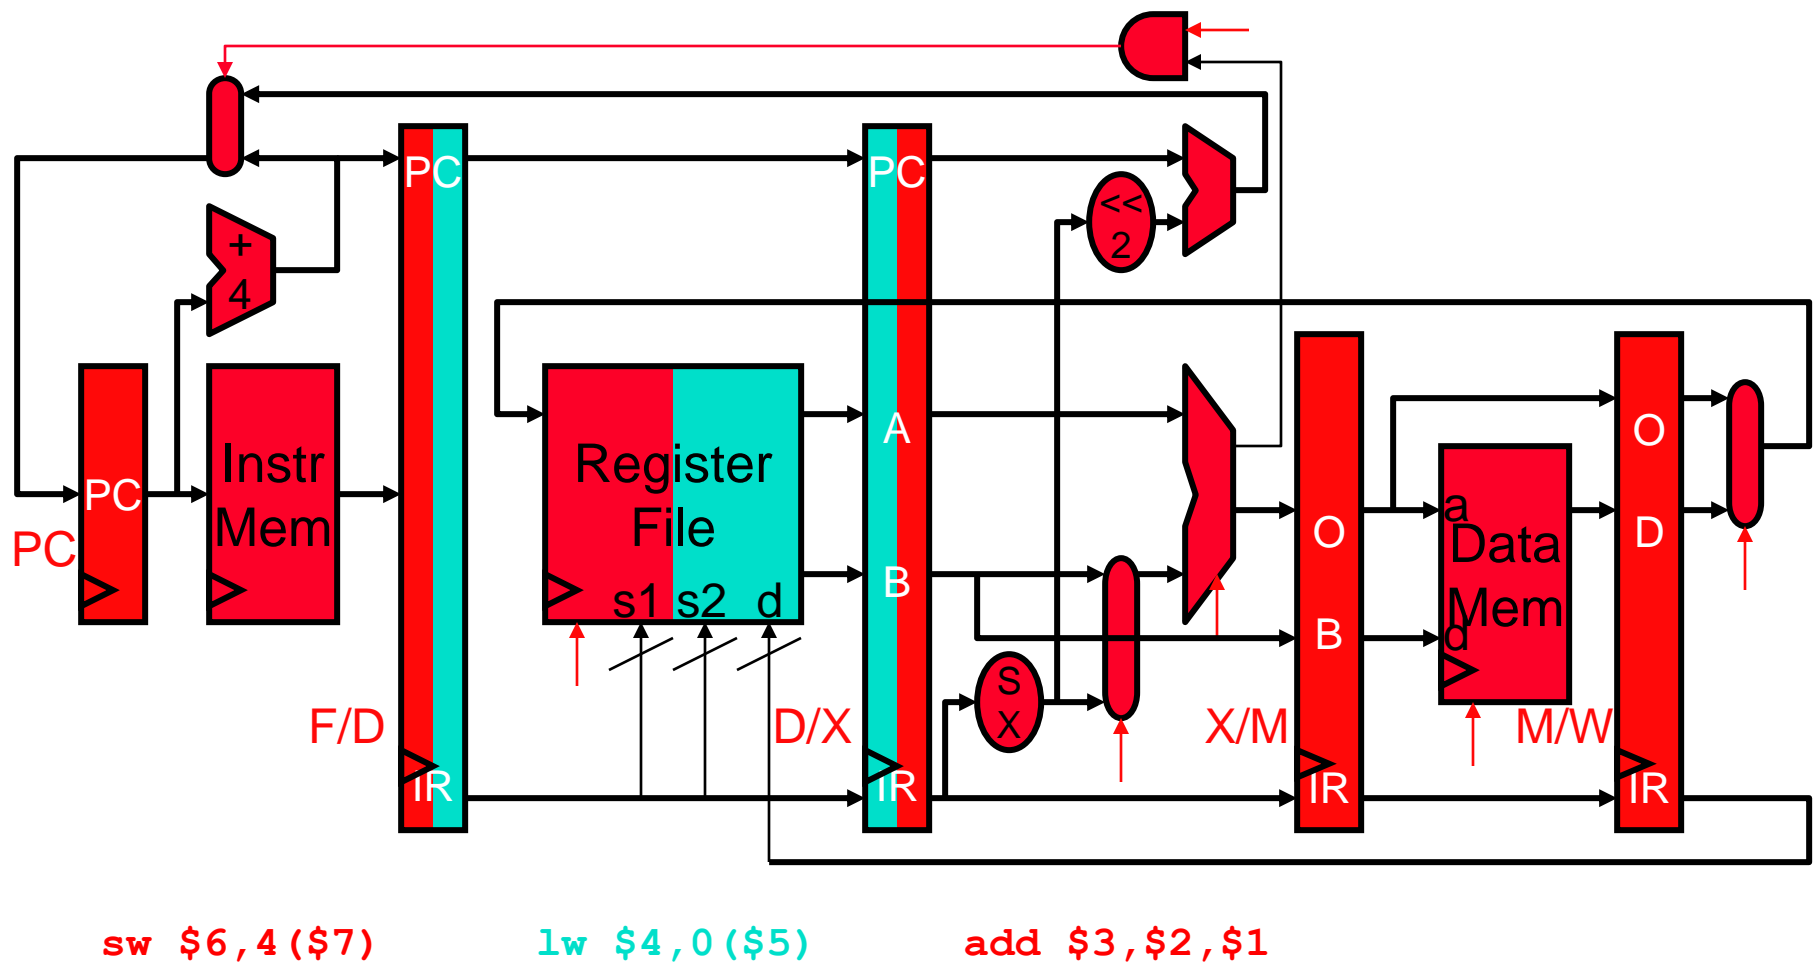 PC
PC
<<
2
+
4
Instr
Mem
PC
PC
Register
File
s1 s2 d
A
B
O
B
a
Data
Mem
d
O
D
S
X
F/D
D/X
X/M
M/W
IR
IR
IR
IR
sw $6,4($7)
lw $4,0($5)
add $3,$2,$1